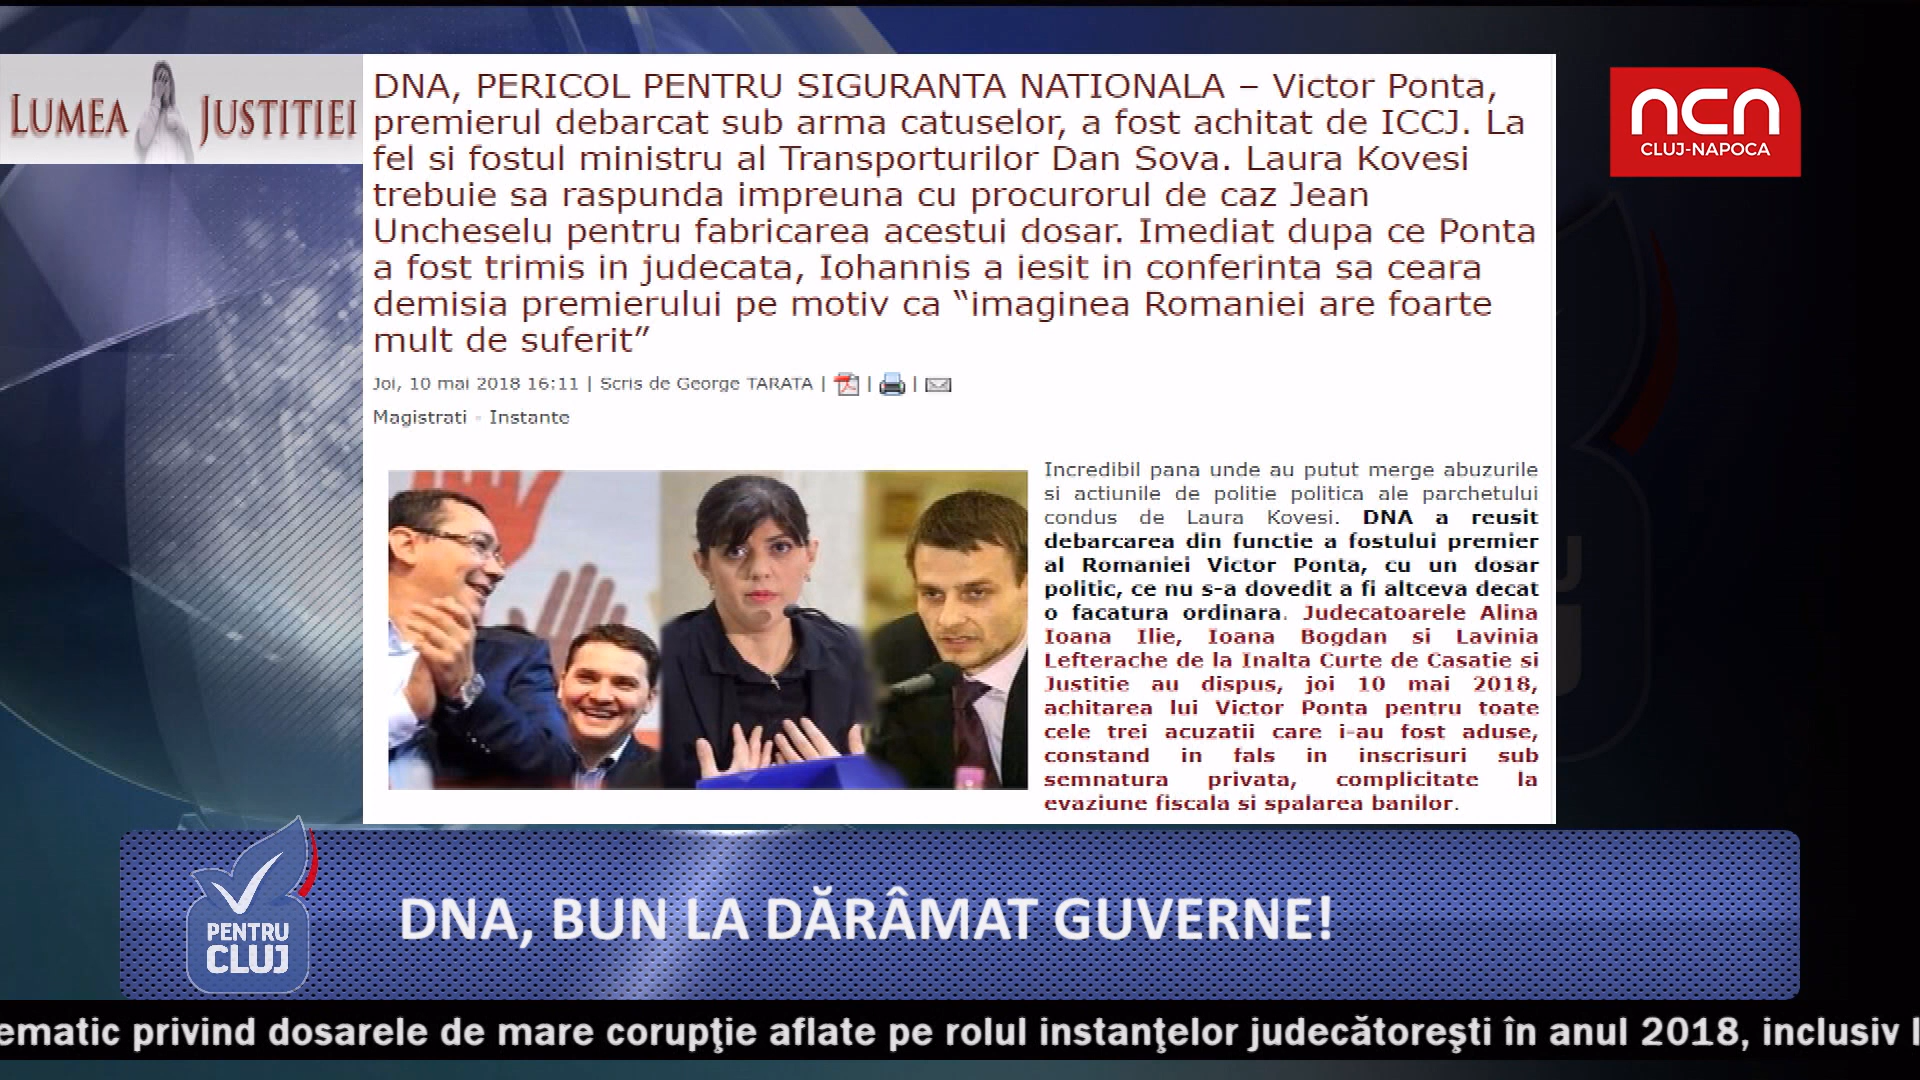 LUMEA JUSTITIEI
DNA, PERICOL PENTRU SIGURANTA NATIONALA – Victor Ponta,
premierul debarcat sub arma catuselor, a fost achitat de ICCJ. La
fel si fostul ministru al Transporturilor Dan Sova. Laura Kovesi
trebuie sa raspunda impreuna cu procurorul de caz Jean
Uncheselu pentru fabricarea acestui dosar. Imediat dupa ce Ponta
a fost trimis in judecata, Iohannis a iesit in conferinta sa ceara
demisia premierului pe motiv ca “imaginea Romaniei are foarte
mult de suferit”
Joi, 10 mai 2018 16:11 | Scris de George TARATA | | |
Magistrati - Instante
ncn
CLUJ-NAPOCA
Incredibil pana unde au putut merge abuzurile
si actiunile de politie politica ale parchetului
condus de Laura Kovesi. DNA a reusit
debarcarea din functie a fostului premier
al Romaniei Victor Ponta, cu un dosar
politic, ce nu s-a dovedit a fi altceva decat
o facatura ordinara. Judecatoarele Alina
Ioana Ilie, Ioana Bogdan si Lavinia
Lefterache de la Inalta Curte de Casatie si
Justitie au dispus, joi 10 mai 2018,
achitarea lui Victor Ponta pentru toate
cele trei acuzatii care i-au fost aduse,
constand in fals in inscrisuri sub
semnatura privata, complicitate la
evaziune fiscala si spalarea banilor.
PENTRU
CLUJ
DNA, BUN LA DĂRÂMAT GUVERNE!
ematic privind dosarele de mare corupţie aflate pe rolul instanţelor judecătoreşti în anul 2018, inclusiv l